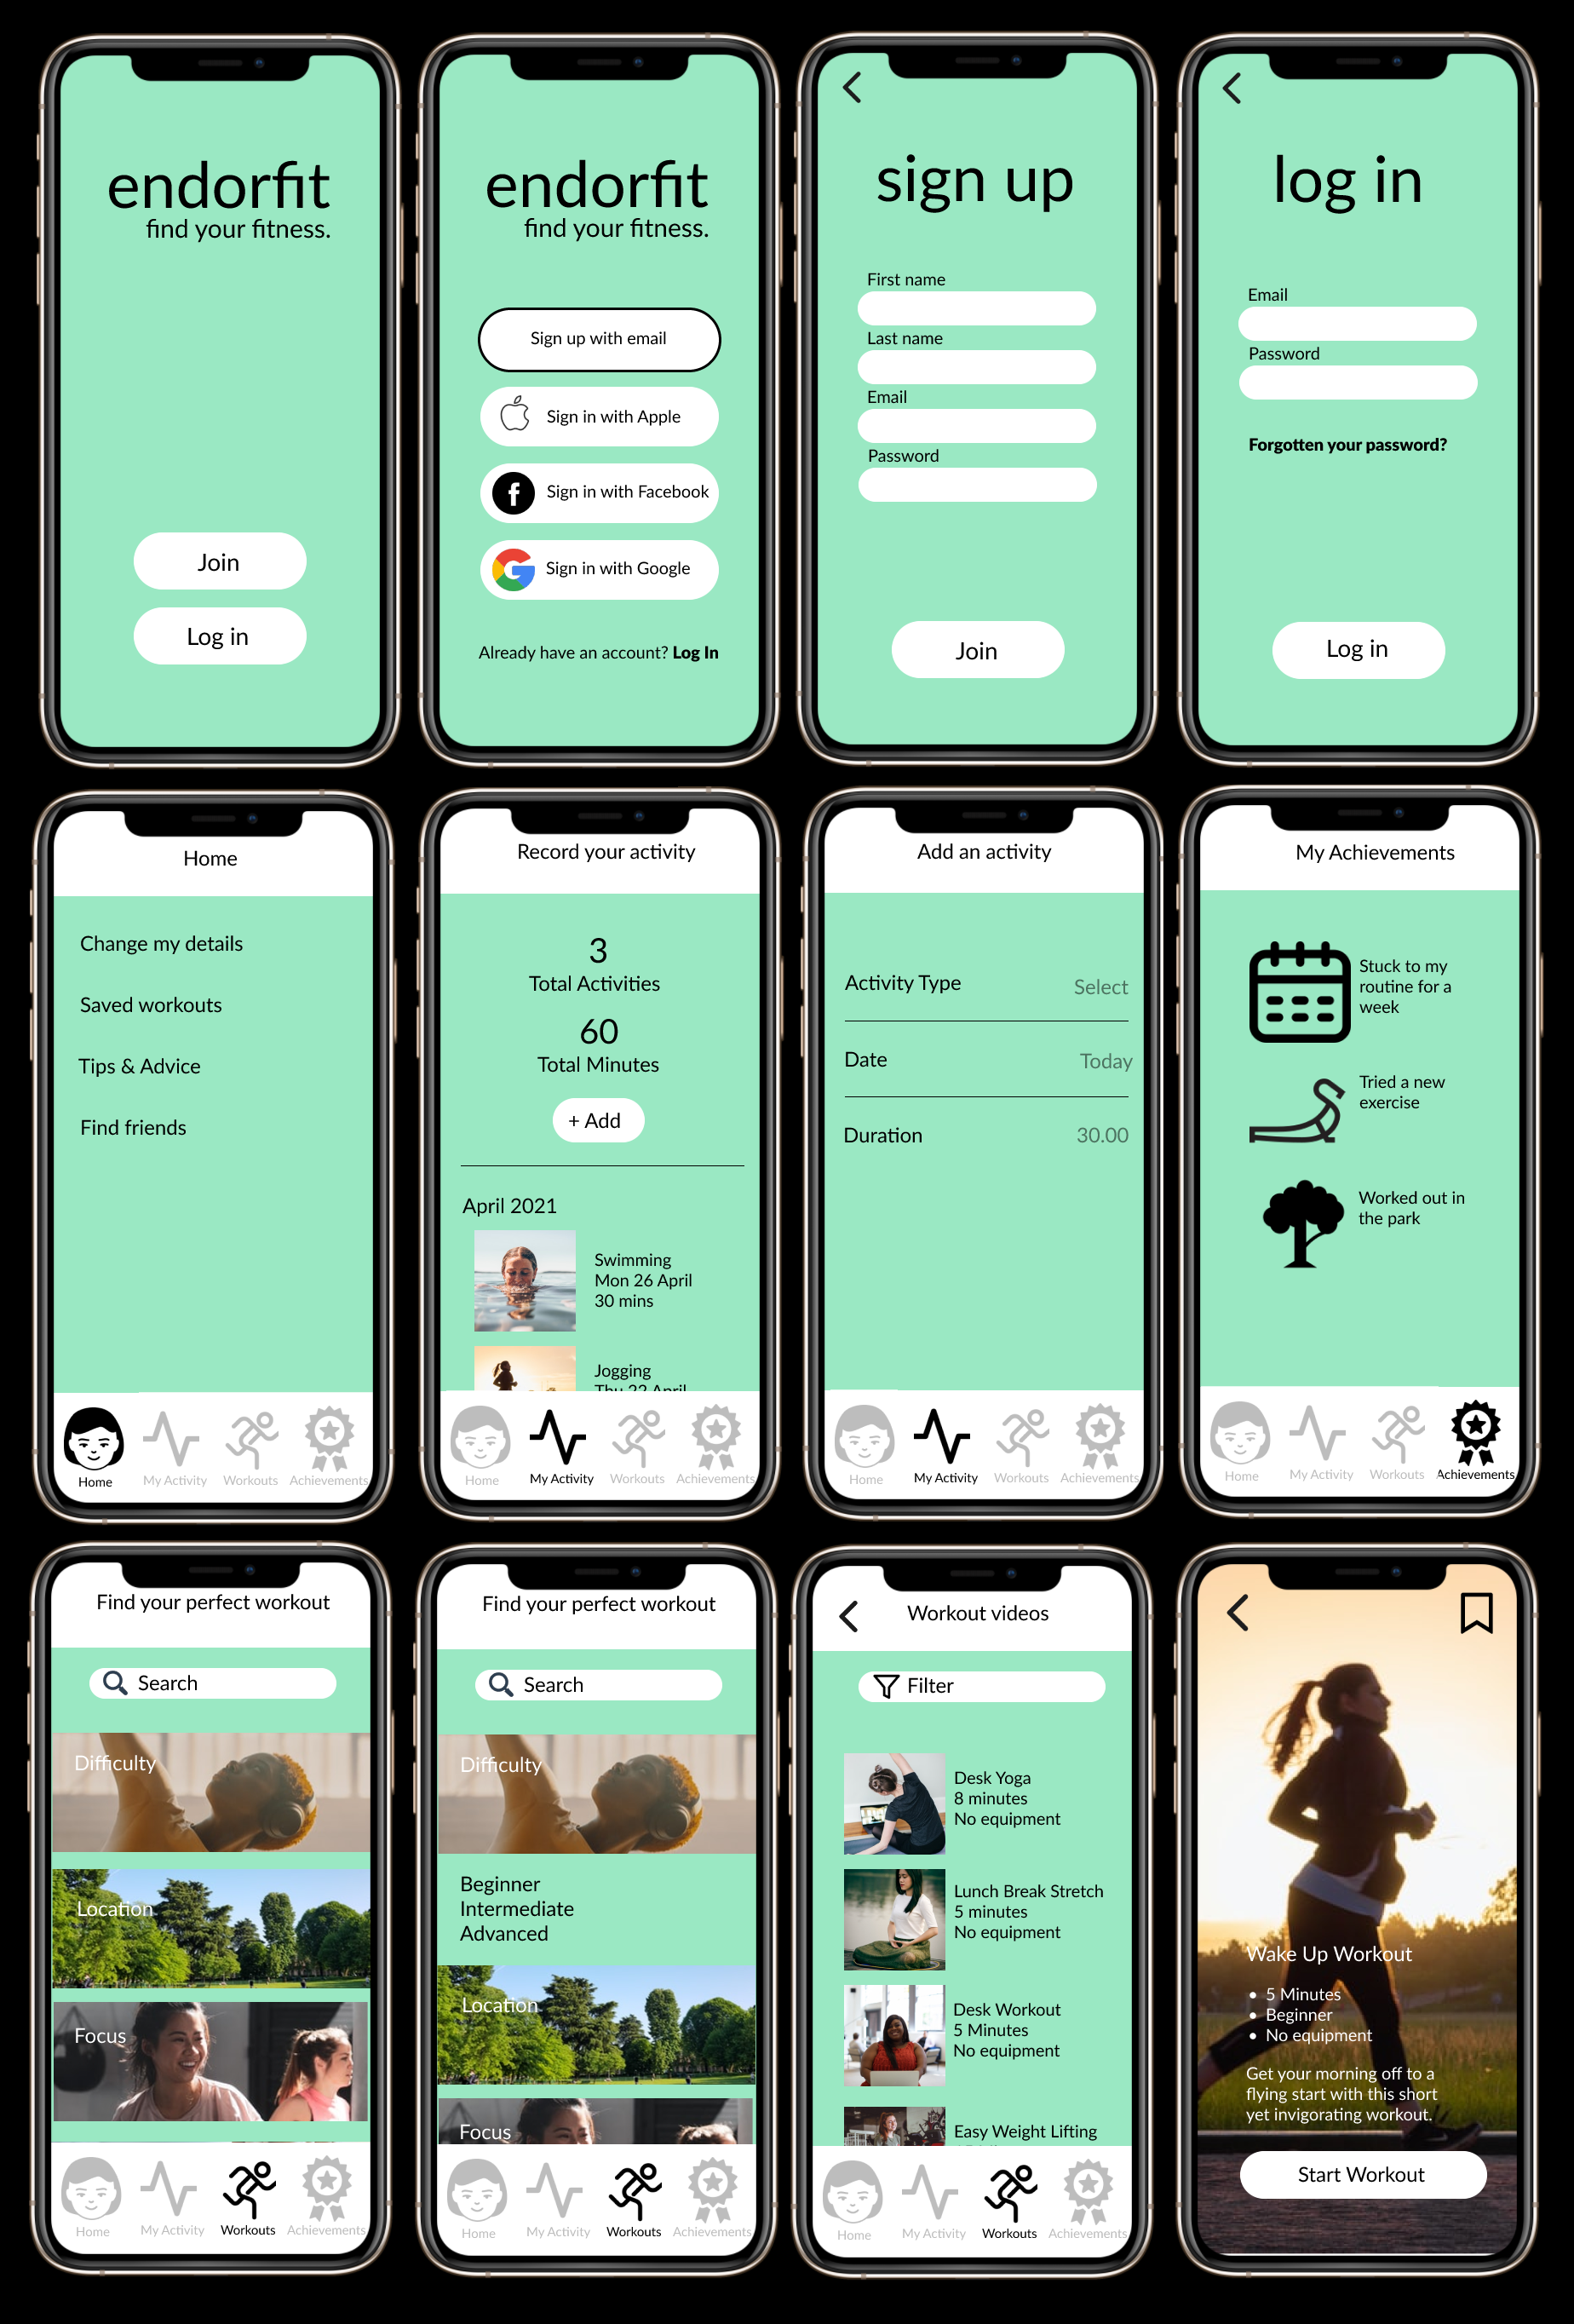 endorfit
find your fitness.
Join
Log in
endorfit
find your fitness.
Sign up with email
Sign in with Apple
Sign in with Facebook
Sign in with Google
Already have an account? Log In
sign up
First name
Last name
Email
Password
Join
log in
Email
Password
Forgotten your password?
Log in
Home
Change my details
Saved workouts
Tips & Advice
Find friends
Home My Activity Workouts Achievements
Record your activity
3
Total Activities
60
Total Minutes
+ Add
April 2021
Swimming
Mon 26 April
30 mins
Jogging
Thu 22 April
Home My Activity Workouts Achievements
Add an activity
Activity Type Select
Date Today
Duration 30.00
Home My Activity Workouts Achievements
My Achievements
Stuck to my
routine for a
week
Tried a new
exercise
Worked out in
the park
Home My Activity Workouts Achievements
Find your perfect workout
Search
Difficulty
Location
Focus
Home My Activity Workouts Achievements
Find your perfect workout
Search
Difficulty
Beginner
Intermediate
Advanced
Location
Focus
Home My Activity Workouts Achievements
Workout videos
Filter
Desk Yoga
8 minutes
No equipment
Lunch Break Stretch
5 minutes
No equipment
Desk Workout
5 Minutes
No equipment
Easy Weight Lifting
Home My Activity Workouts Achievements
Wake Up Workout
• 5 Minutes
• Beginner
• No equipment
Get your morning off to a
flying start with this short
yet invigorating workout.
Start Workout